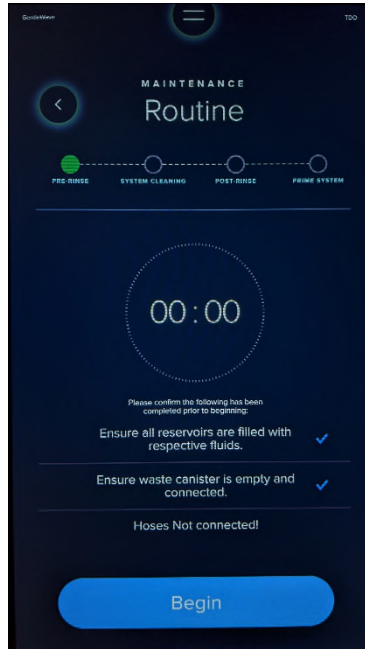 GentleWave
TDO
MAINTENANCE
Routine
PRE-RINSE
SYSTEM CLEANING
POST-RINSE
PRIME SYSTEM
00:00
Please confirm the following has been
completed prior to beginning:
Ensure all reservoirs are filled with
respective fluids.
Ensure waste canister is empty and
connected.
Hoses Not connected!
Begin